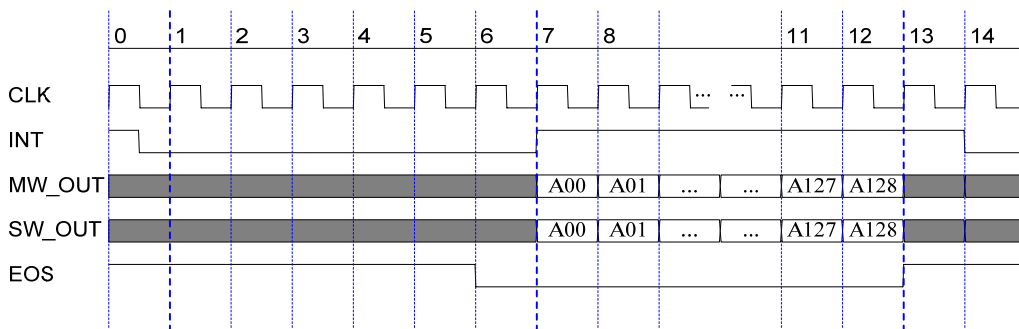 0 1 2 3 4 5 6 7 8 11 12 13 14
CLK ... ...
INT
MW_OUT A00 A01 ... ... A127 A128
SW_OUT A00 A01 ... ... A127 A128
EOS